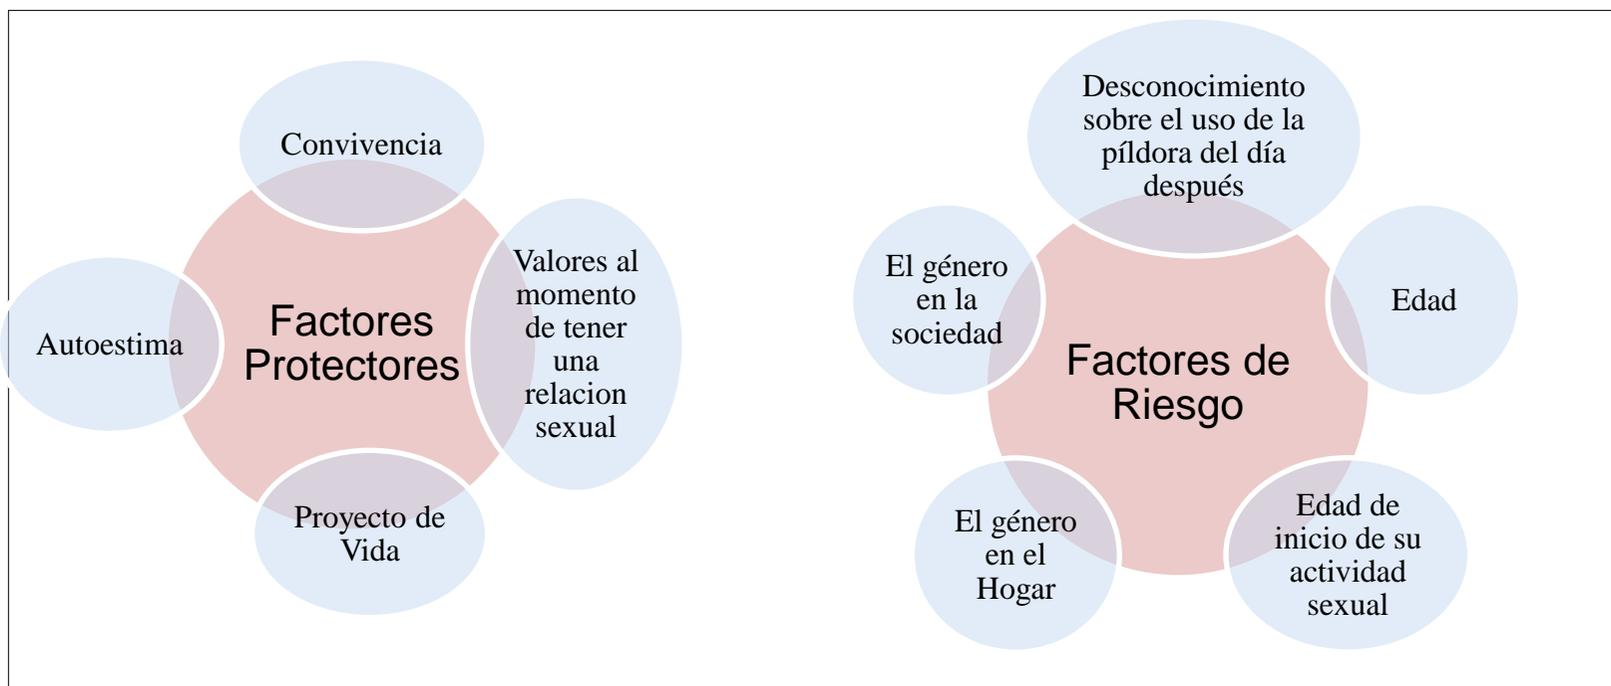 Convivencia
Valores al
momento
de tener
una
relacion
sexual
Factores
Protectores
Autoestima
Proyecto de
Vida
Desconocimiento
sobre el uso de la
píldora del día
después
El género
en la
sociedad
Edad
Factores de
Riesgo
El género
en el
Hogar
Edad de
inicio de su
actividad
sexual